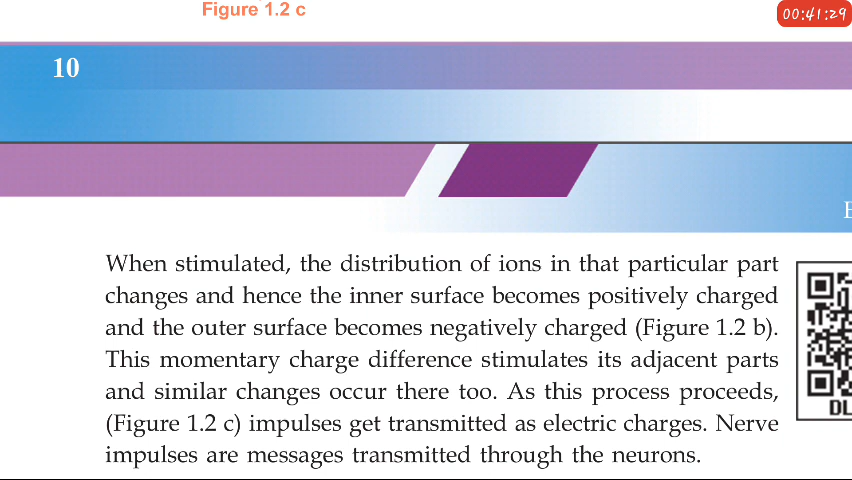 Figure 1.2 c
00:41:29
10
When stimulated, the distribution of ions in that particular part
changes and hence the inner surface becomes positively charged
and the outer surface becomes negatively charged (Figure 1.2 b).
This momentary charge difference stimulates its adjacent parts
and similar changes occur there too. As this process proceeds,
(Figure 1.2 c) impulses get transmitted as electric charges. Nerve
impulses are messages transmitted through the neurons.